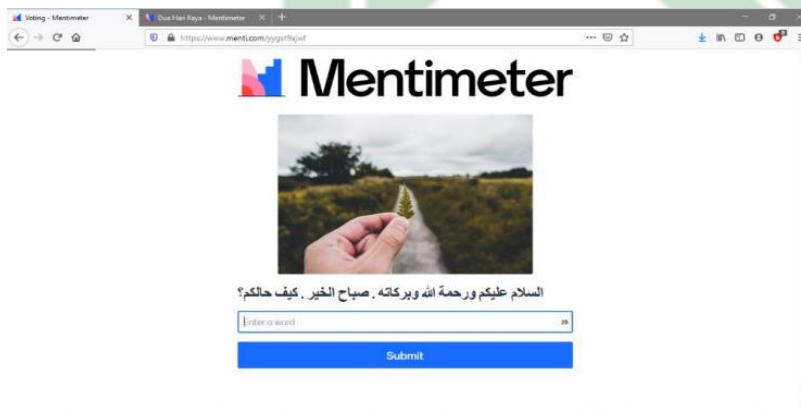 Voting - Mentimeter
Dua Hari Raya - Mentimeter
https://www.menti.com/yygst9xjwf
Mentimeter
السلام عليكم ورحمة الله وبركاته . صباح الخير . كيف حالكم؟
Enter a word
25
Submit